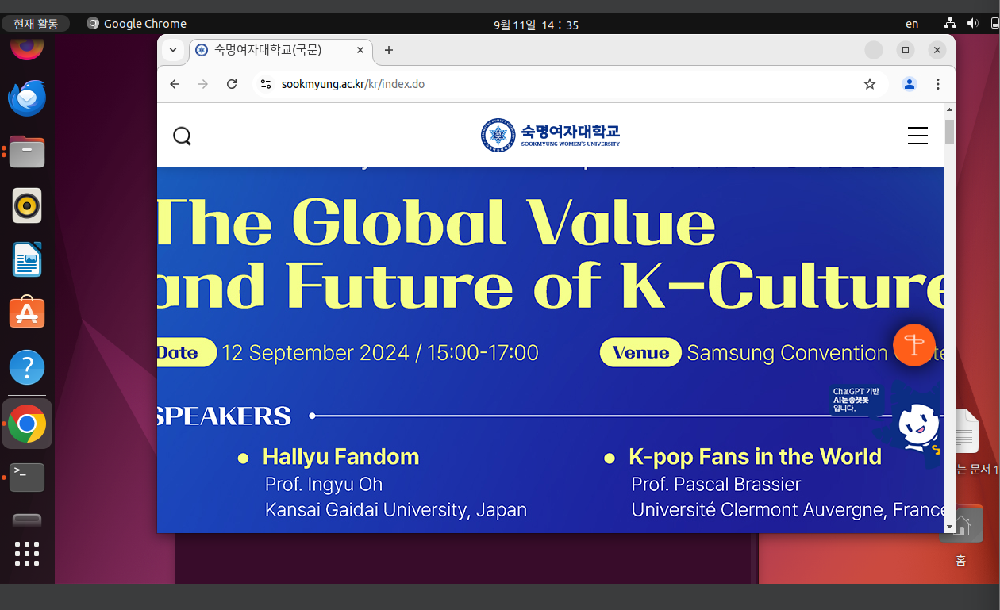 현재 활동
Google Chrome
9월 11일 14 : 35
en
숙명여자대학교(국문)
sookmyung.ac.kr/kr/index.do
숙명여자대학교
SOOKMYUNG WOMEN'S UNIVERSITY
The Global Value
and Future of K-Culture
Date 12 September 2024 / 15:00-17:00
Venue Samsung Convention
SPEAKERS
ChatGPT 기반
AI눈송챗봇
입니다.
Hallyu Fandom
Prof. Ingyu Oh
Kansai Gaidai University, Japan
K-pop Fans in the World
Prof. Pascal Brassier
Université Clermont Auvergne, France
는 문서 1
홈